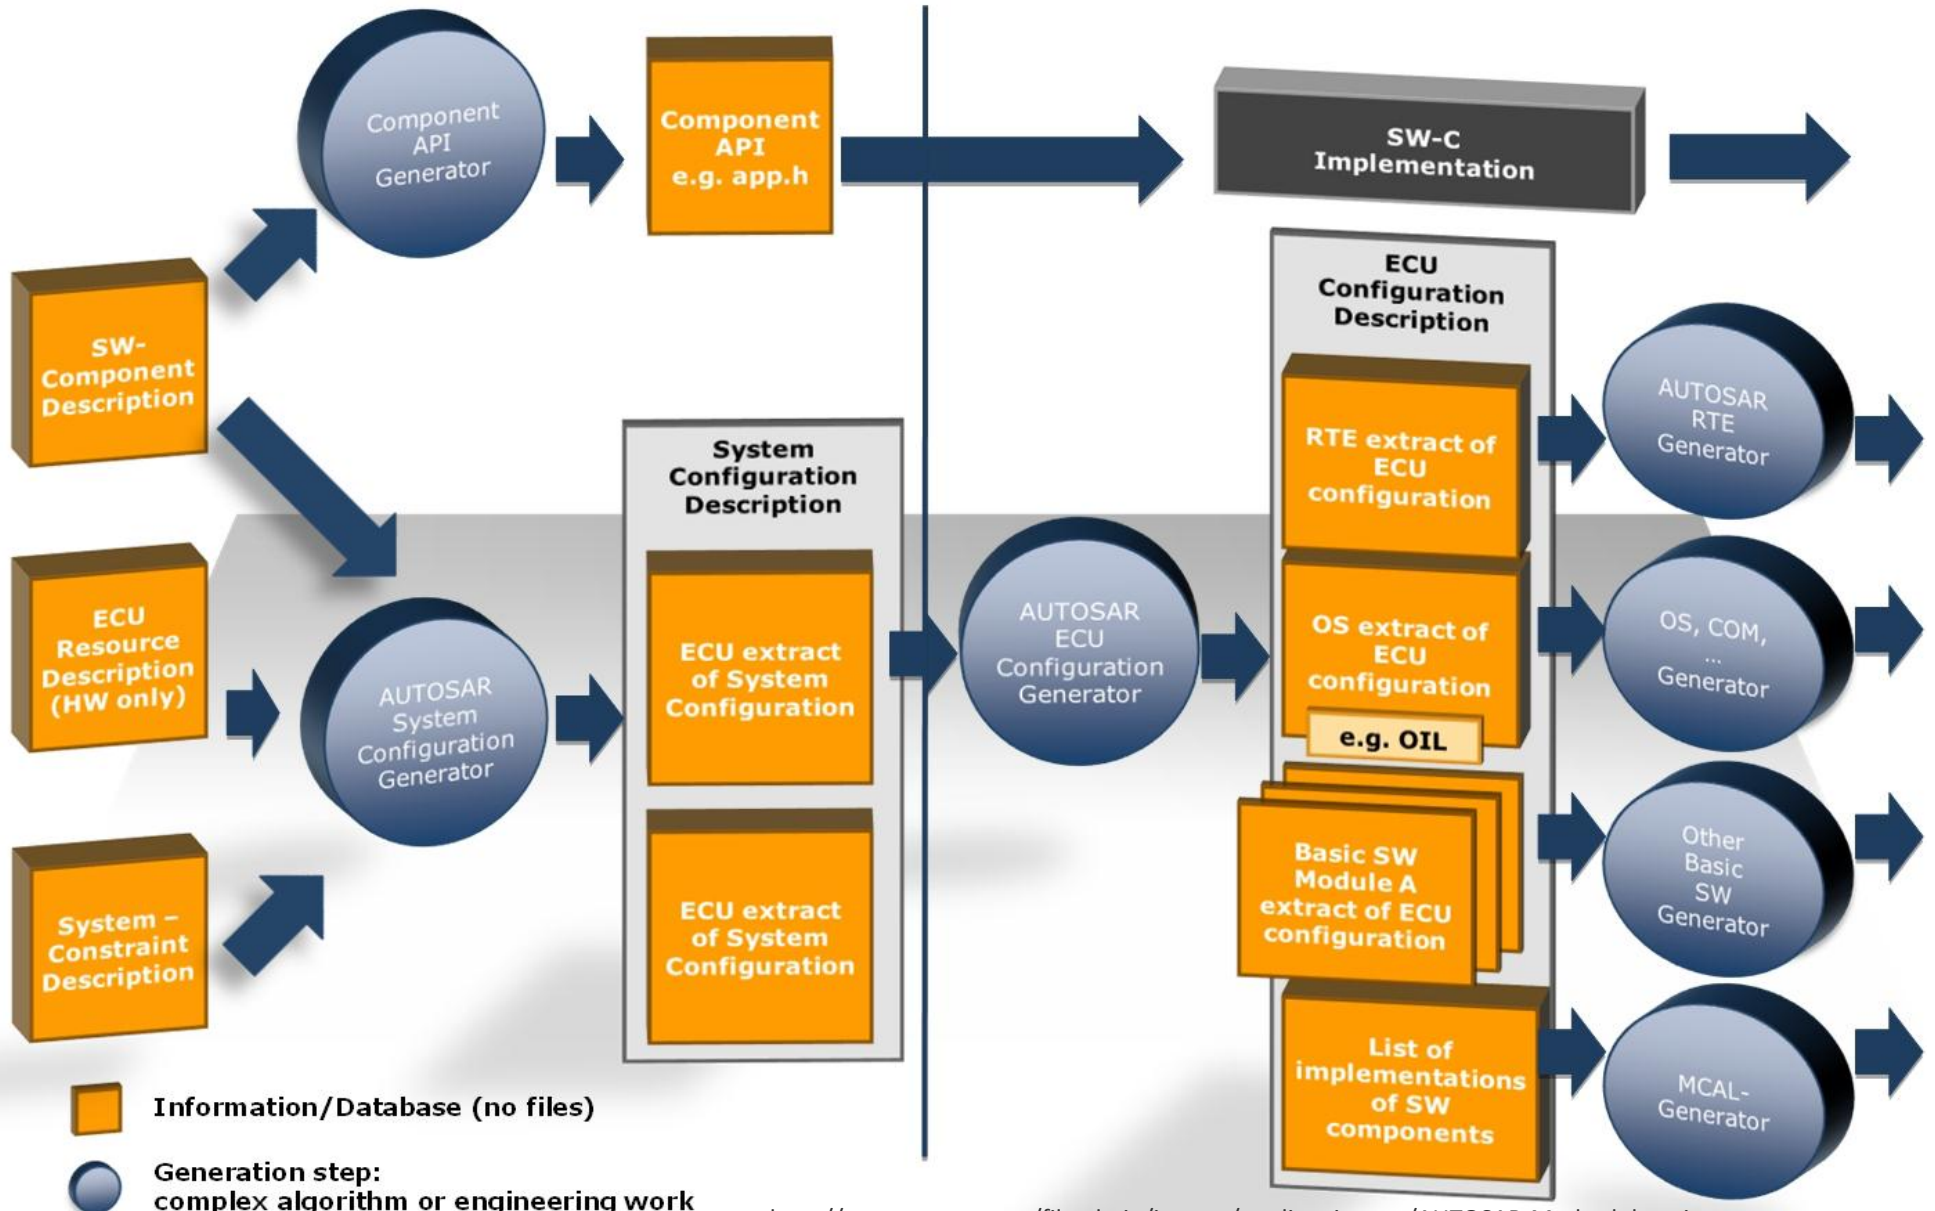 Component
API
Generator
Component
API
e.g. app.h
SW-C
Implementation
SW-
Component
Description
ECU
Resource
Description
(HW only)
System –
Constraint
Description
AUTOSAR
System
Configuration
Generator
System
Configuration
Description
ECU extract
of System
Configuration
ECU extract
of System
Configuration
AUTOSAR
ECU
Configuration
Generator
ECU
Configuration
Description
RTE extract of
ECU
configuration
OS extract of
ECU
configuration
e.g. OIL
Basic SW
Module A
extract of ECU
configuration
List of
implementations
of SW
components
AUTOSAR
RTE
Generator
OS, COM,
...
Generator
Other
Basic
SW
Generator
MCAL-
Generator
Information/Database (no files)
Generation step:
complex algorithm or engineering work